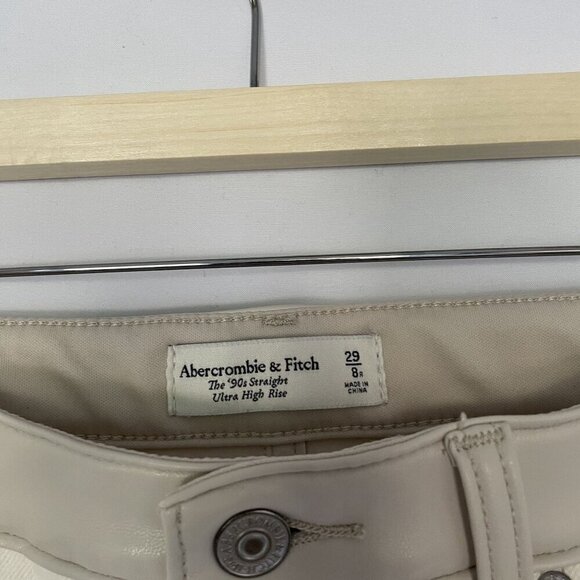 Abercrombie & Fitch
The '90s Straight
Ultra High Rise
29
8R
MADE IN
CHINA